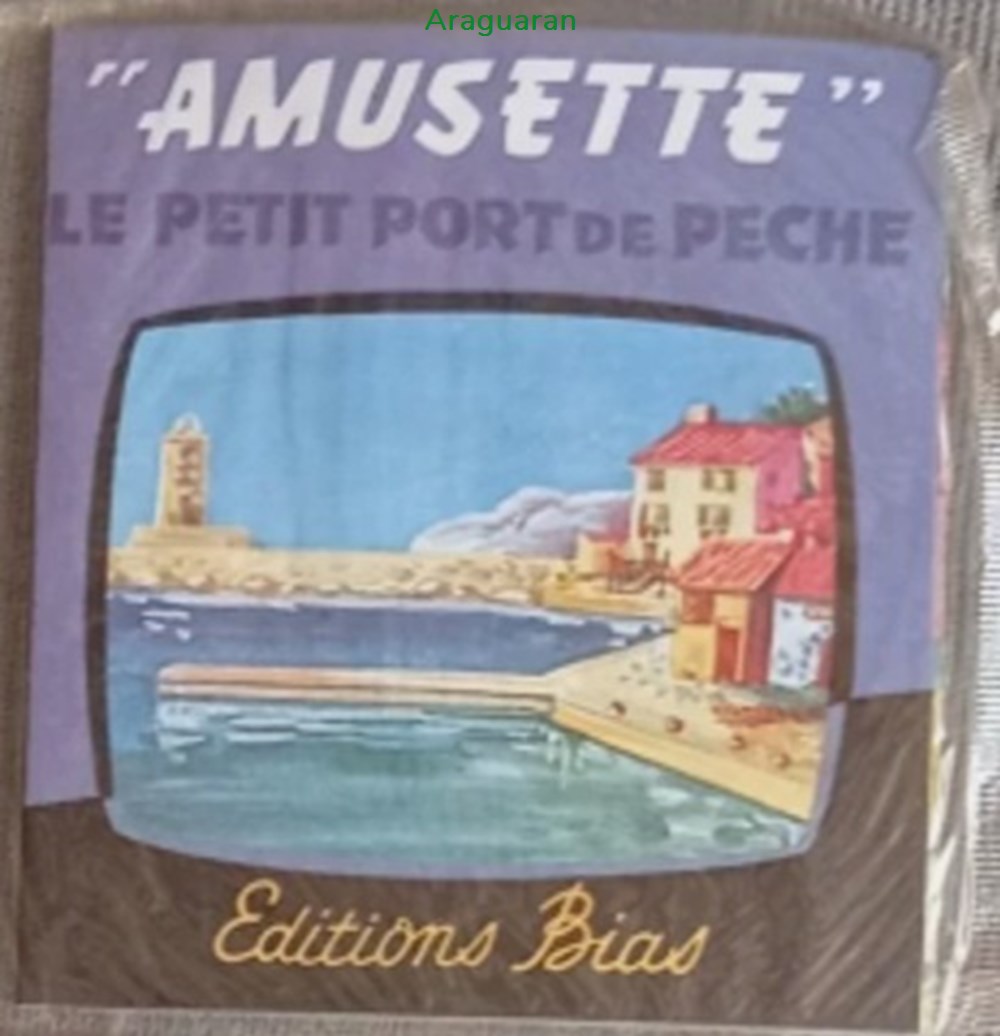 Araguaran
"AMUSETTE"
LE PETIT PORT DE PECHE
Editions Bias